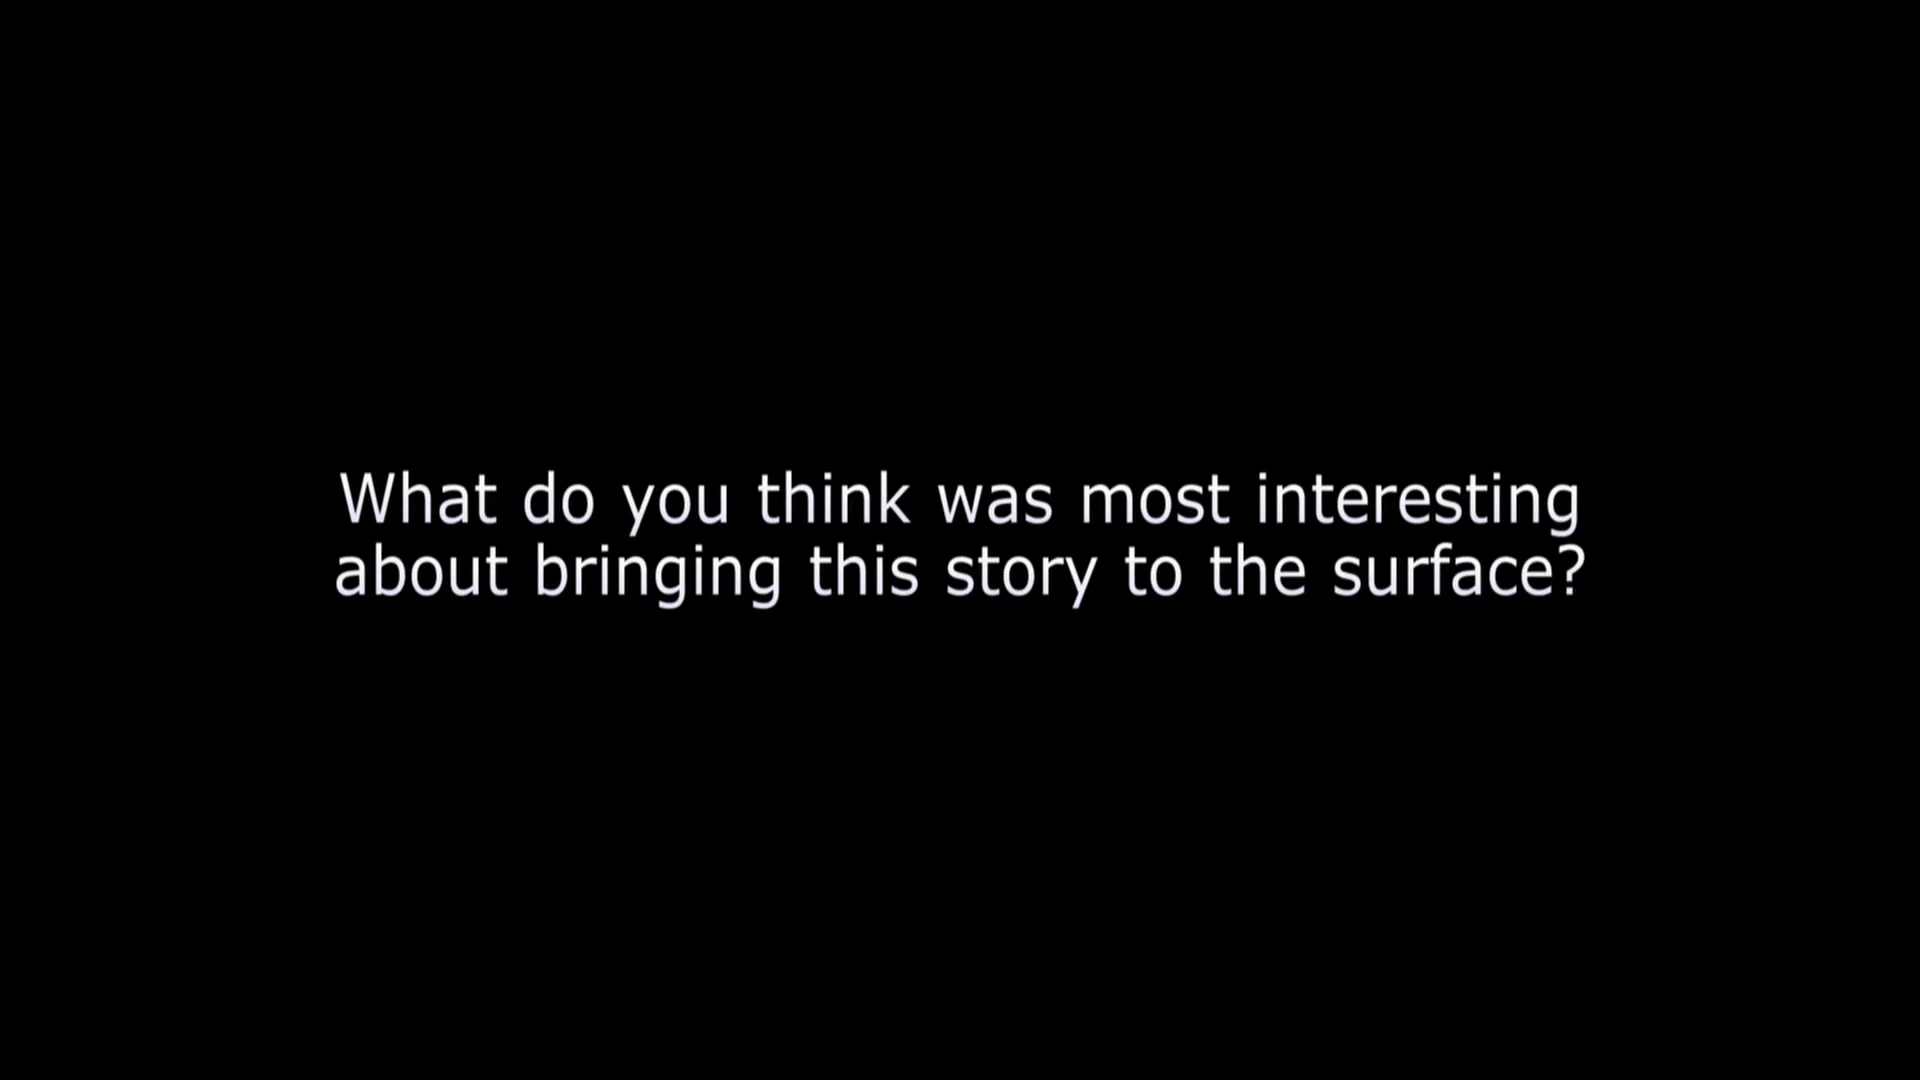 What do you think was most interesting
about bringing this story to the surface?